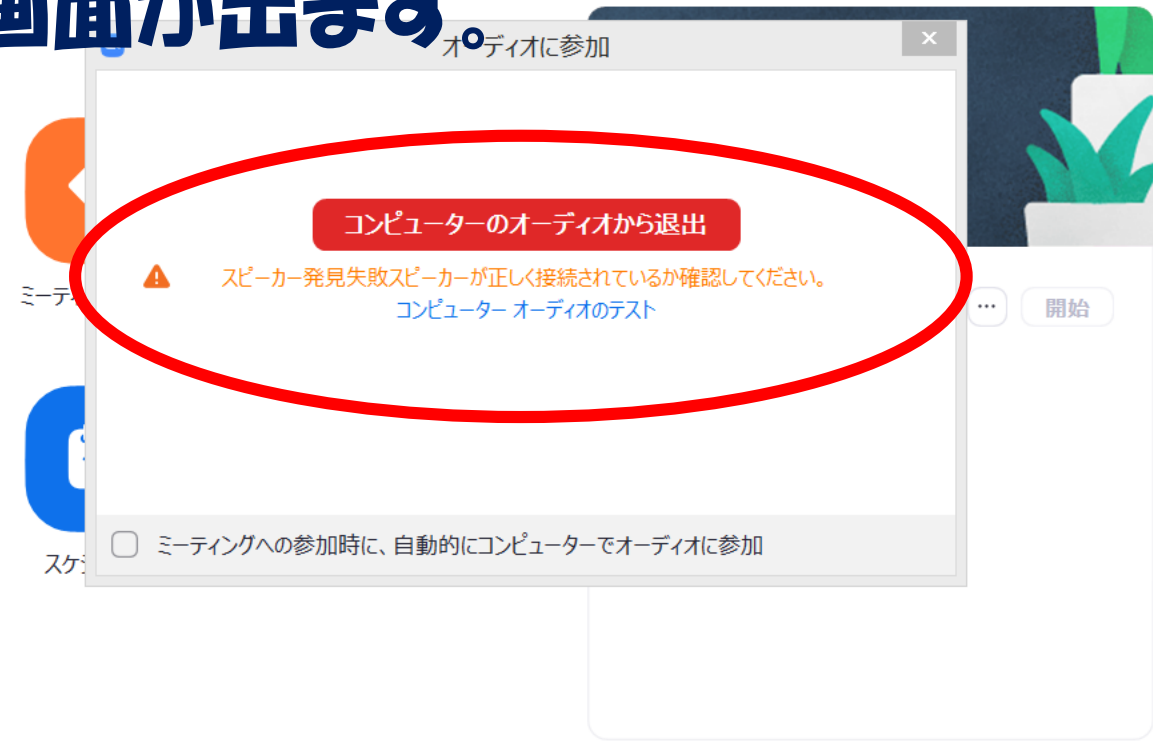 画面が出ます。
オーディオに参加
コンピューターのオーディオから退出
スピーカー発見失敗スピーカーが正しく接続されているか確認してください。
コンピューター オーディオのテスト
ミーテ
... 開始
ミーティングへの参加時に、自動的にコンピューターでオーディオに参加
スケ